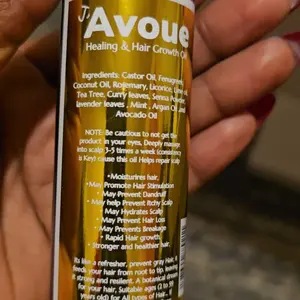 J's
Avoue
Healing & Hair Growth Oil
Ingredients: Castor Oil, Fenugreek,
Coconut Oil, Rosemary, Licorice, Lime oil,
Tea Tree, Curry leaves, Senna Powder,
lavender leaves , Mint , Argan Oil and
Avocado Oil
NOTE: Be cautious to not get the
product in your eyes, Deeply massage
into scalp 3-5 times a week (consistency
is Key) cause this oil Helps repair scalp
•Moisturires hair,
•May Promote Hair Stimulation
•May Prevent Dandruff
•May help Prevent Itchy Scalp
May Hydrates Scalp
•May Prevent Hair Loss
•May Prevents Breakage
• Rapid Hair growth.
• Stronger and healthier hair.
Its like a refresher, prevent gray Hair, it
feeds your hair from root to tip, leaving
it strong and resilient. A botanical dream
for your hair, Suitable ages (3 to 99
years old) for All types of Hair..